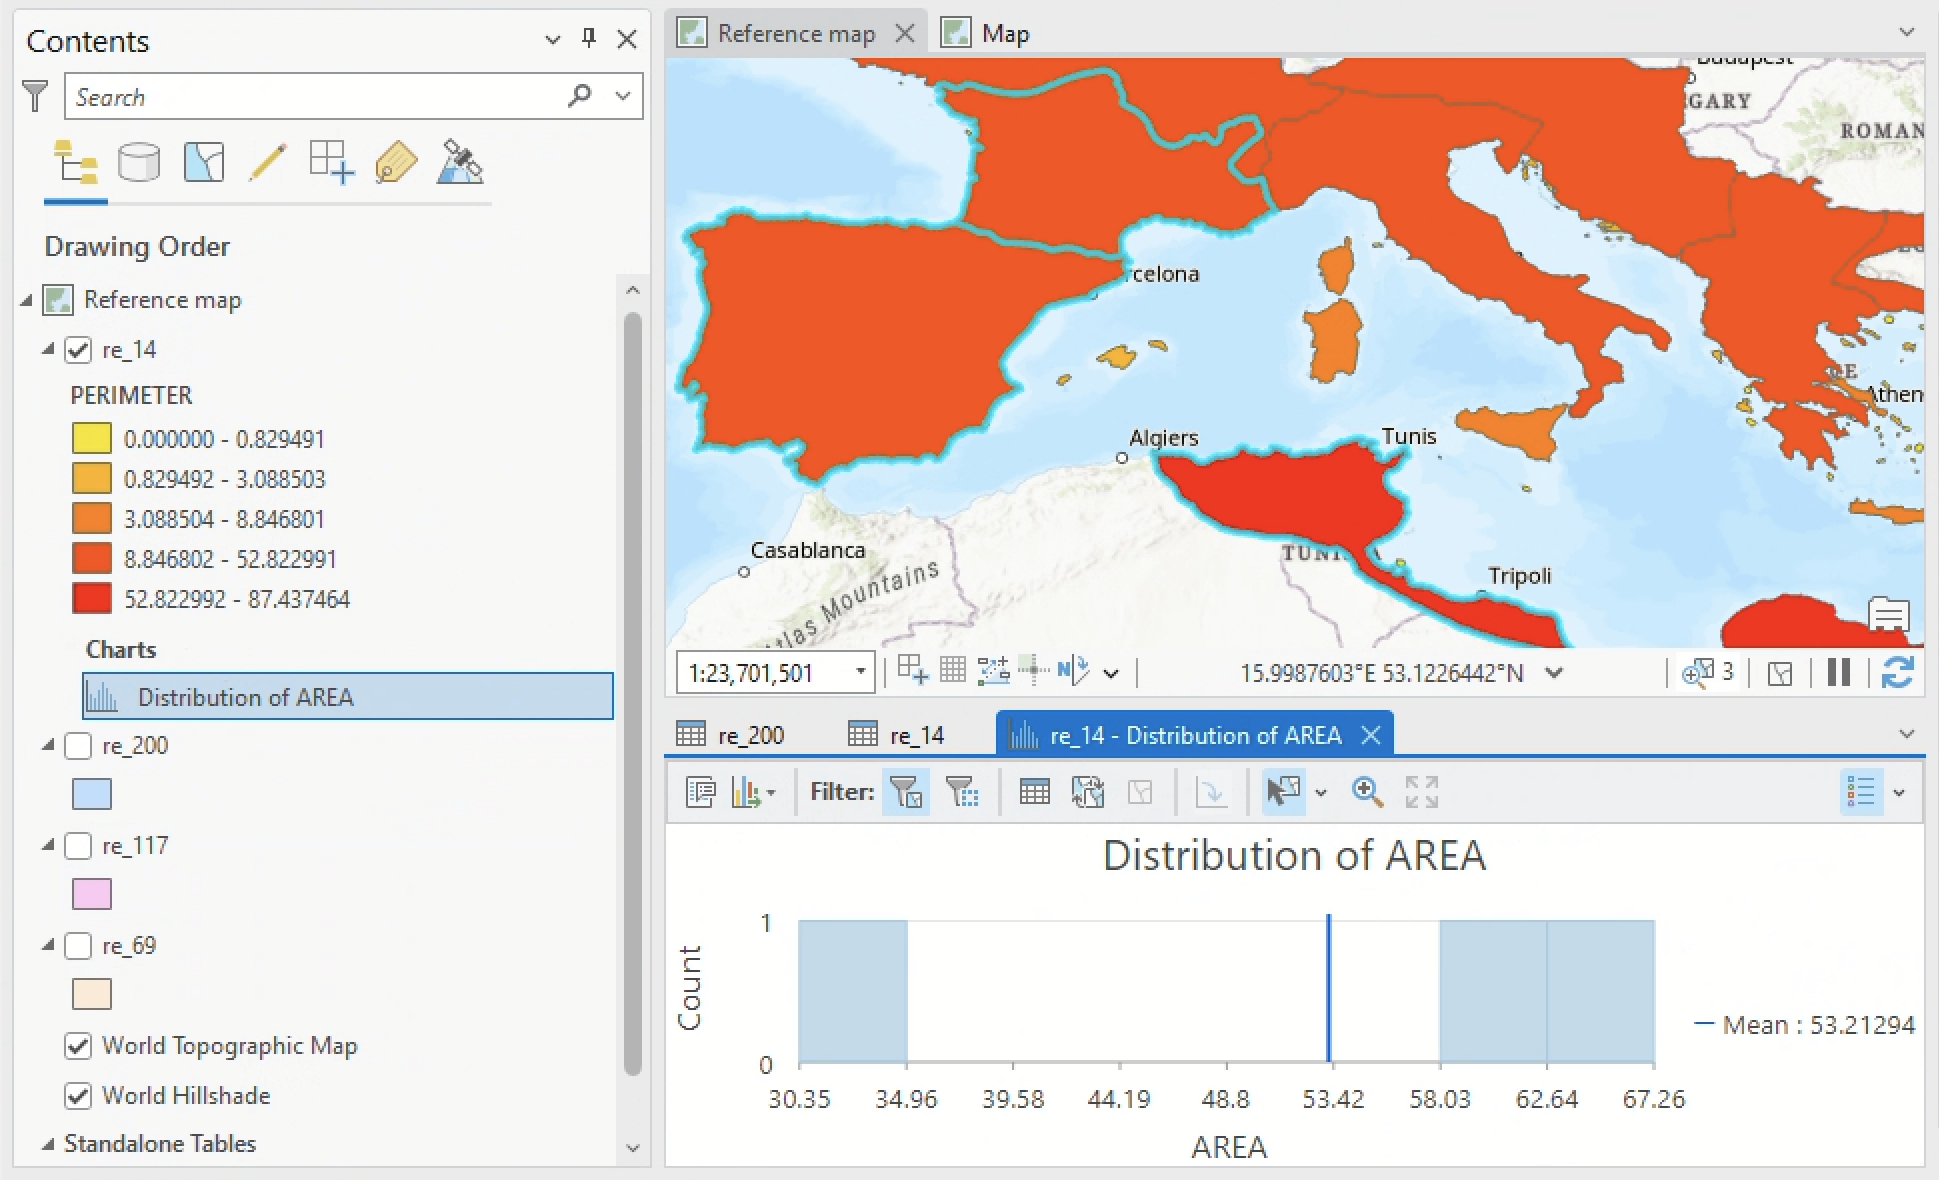 Contents
Search
Drawing Order
Reference map
re_14
PERIMETER
0.000000 - 0.829491
0.829492 - 3.088503
3.088504 - 8.846801
8.846802 - 52.822991
52.822992 - 87.437464
Charts
Distribution of AREA
re_200
re_117
re_69
World Topographic Map
World Hillshade
Standalone Tables
Reference map
Map
Budapest
GARY
ROMAN
rcelona
Athen
Algiers
Tunis
Casablanca
tlas Mountains
Tripoli
1:23,701,501
N
15.9987603°E 53.1226442°N
3
re_200
re_14
re_14 - Distribution of AREA
Filter:
Distribution of AREA
Count
1
0
30.35 34.96 39.58 44.19 48.8 53.42 58.03 62.64 67.26
AREA
Mean : 53.21294